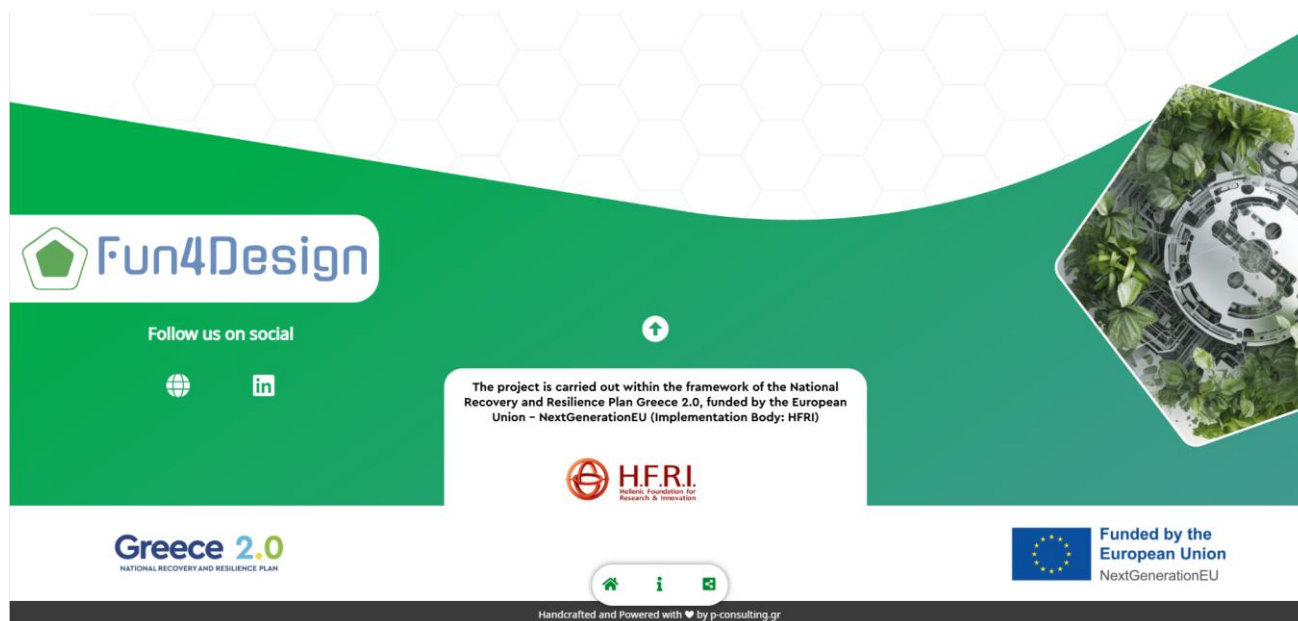 Fun4Design
Follow us on social
in
The project is carried out within the framework of the National
Recovery and Resilience Plan Greece 2.0, funded by the European
Union – NextGenerationEU (Implementation Body: HFRI)
H.F.R.I.
Hellenic Foundation for
Research & Innovation
Greece 2.0
NATIONAL RECOVERY AND RESILIENCE PLAN
Funded by the
European Union
NextGenerationEU
Handcrafted and Powered with ♥ by p-consulting.gr